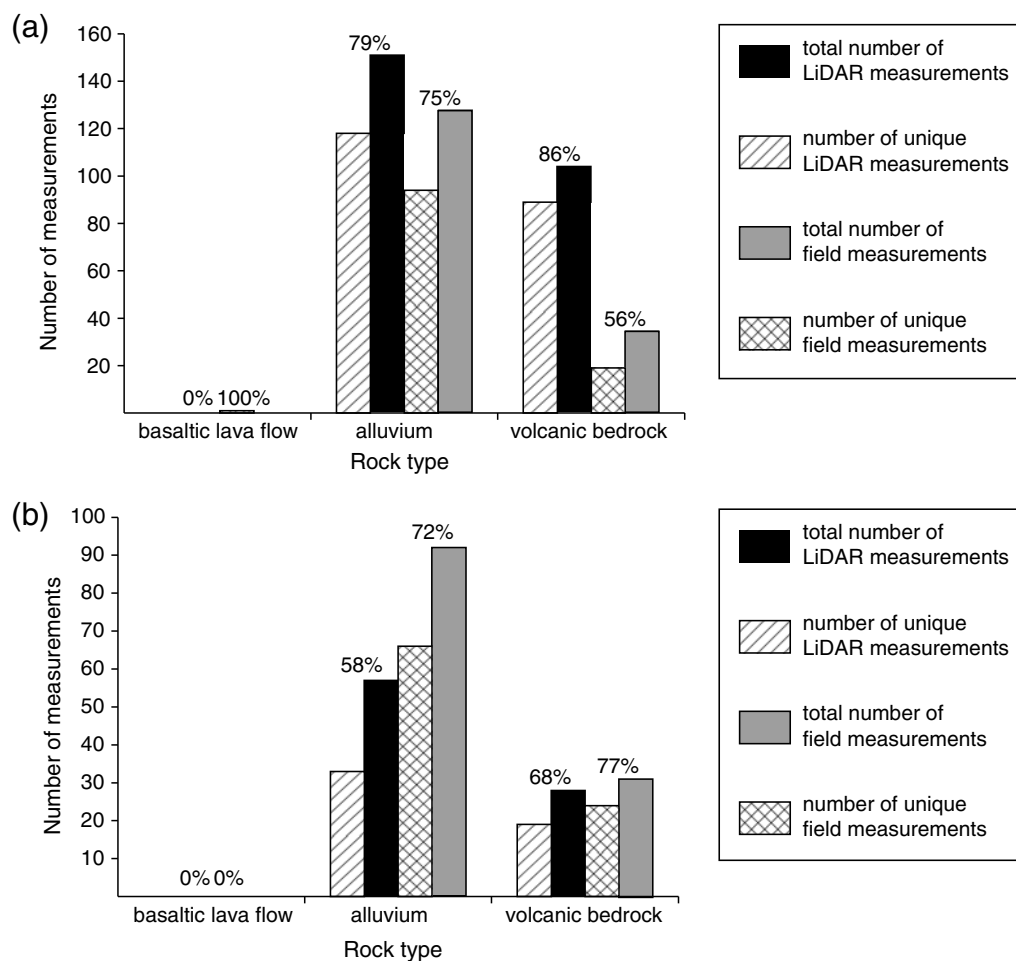 (a)
160
140
120
100
80
60
40
20
Number of measurements
0% 100%
79%
75%
86%
56%
basaltic lava flow
alluvium
volcanic bedrock
Rock type
total number of
LiDAR measurements
number of unique
LiDAR measurements
total number of
field measurements
number of unique
field measurements
(b)
100
90
80
70
60
50
40
30
20
10
Number of measurements
0% 0%
58%
72%
68%
77%
basaltic lava flow
alluvium
volcanic bedrock
Rock type
total number of
LiDAR measurements
number of unique
LiDAR measurements
total number of
field measurements
number of unique
field measurements